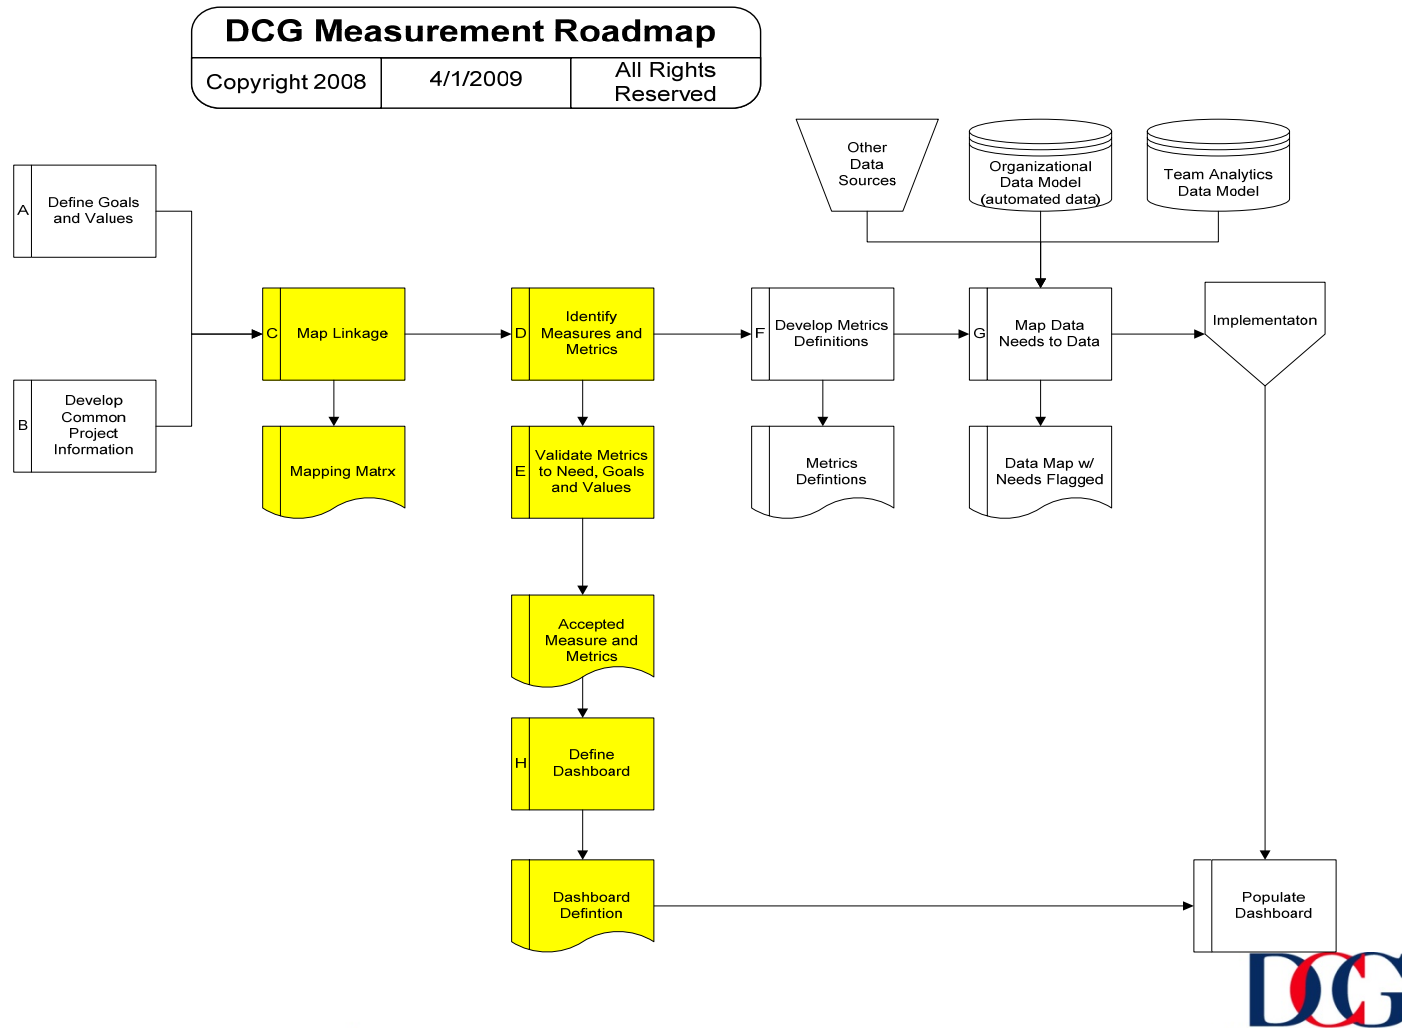 DCG Measurement Roadmap
Copyright 2008
4/1/2009
All Rights
Reserved
Other
Data
Sources
Organizational
Data Model
(automated data)
Team Analytics
Data Model
A
Define Goals
and Values
B
Develop
Common
Project
Information
C
Map Linkage
D
Identify
Measures and
Metrics
F
Develop Metrics
Definitions
G
Map Data
Needs to Data
Implementaton
Mapping Matrx
E
Validate Metrics
to Need, Goals
and Values
Metrics
Defintions
Data Map w/
Needs Flagged
Accepted
Measure and
Metrics
H
Define
Dashboard
Dashboard
Defintion
Populate
Dashboard
DCG